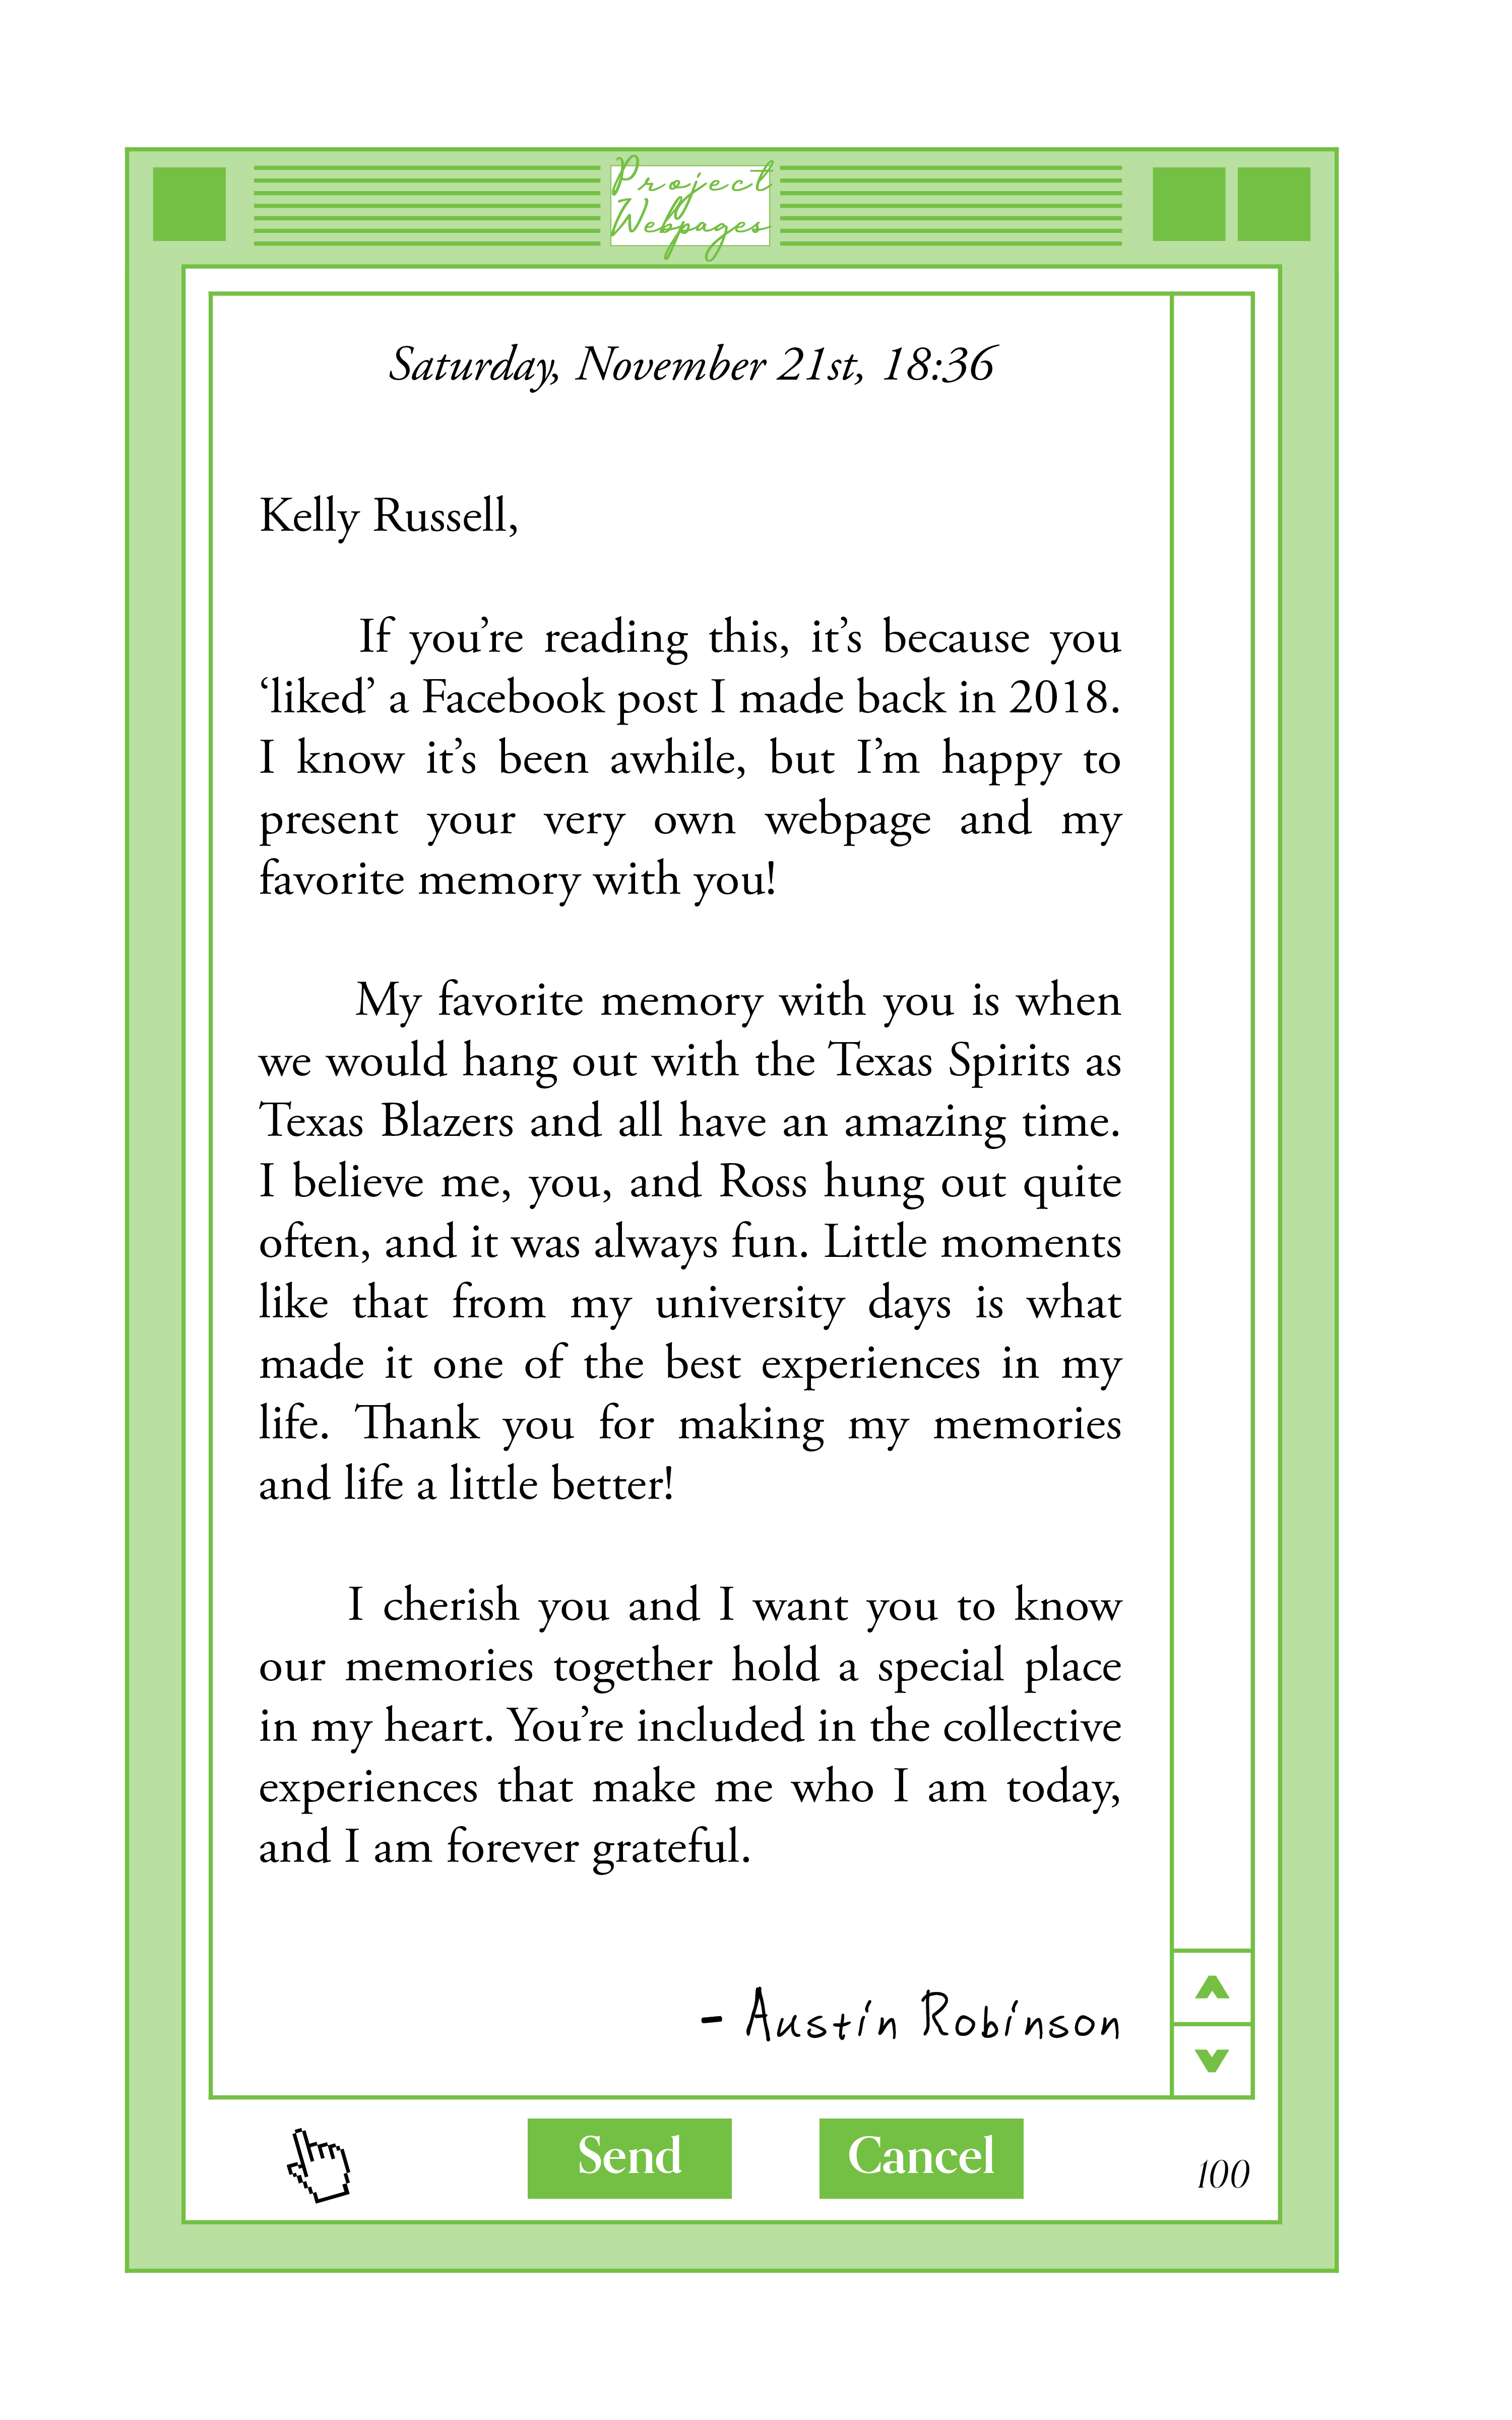 Project
Webpages
Saturday, November 21st, 18:36
Kelly Russell,
If you’re reading this, it’s because you
‘liked’ a Facebook post I made back in 2018.
I know it’s been awhile, but I’m happy to
present your very own webpage and my
favorite memory with you!
My favorite memory with you is when
we would hang out with the Texas Spirits as
Texas Blazers and all have an amazing time.
I believe me, you, and Ross hung out quite
often, and it was always fun. Little moments
like that from my university days is what
made it one of the best experiences in my
life. Thank you for making my memories
and life a little better!
I cherish you and I want you to know
our memories together hold a special place
in my heart. You’re included in the collective
experiences that make me who I am today,
and I am forever grateful.
- Austin Robinson
Send Cancel
100